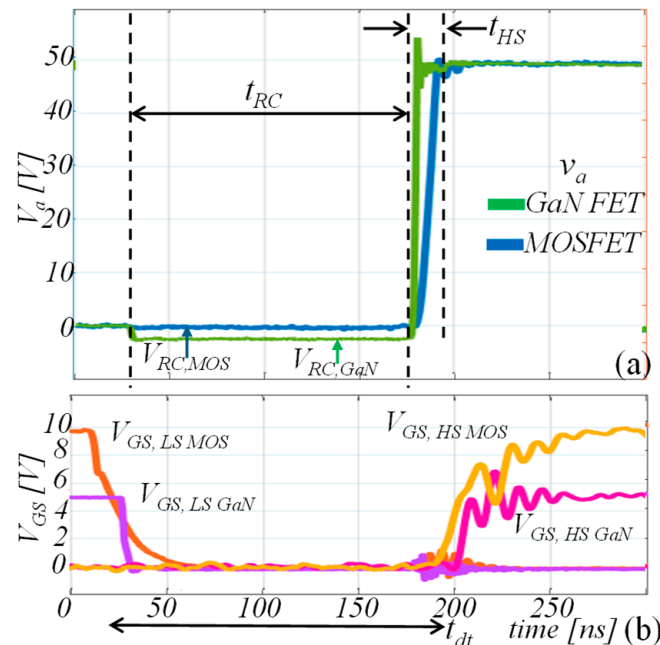 t_HS
50
t_RC
40
V_a [V]
30
v_a
GaN FET
20
MOSFET
10
0
V_RC,MOS
V_RC,GaN
(a)
10
V_GS, LS MOS
V_GS, HS MOS
8
V_GS [V]
6
V_GS, LS GaN
4
V_GS, HS GaN
2
0
0 50 100 150 200 250
t_dt
time [ns]
(b)